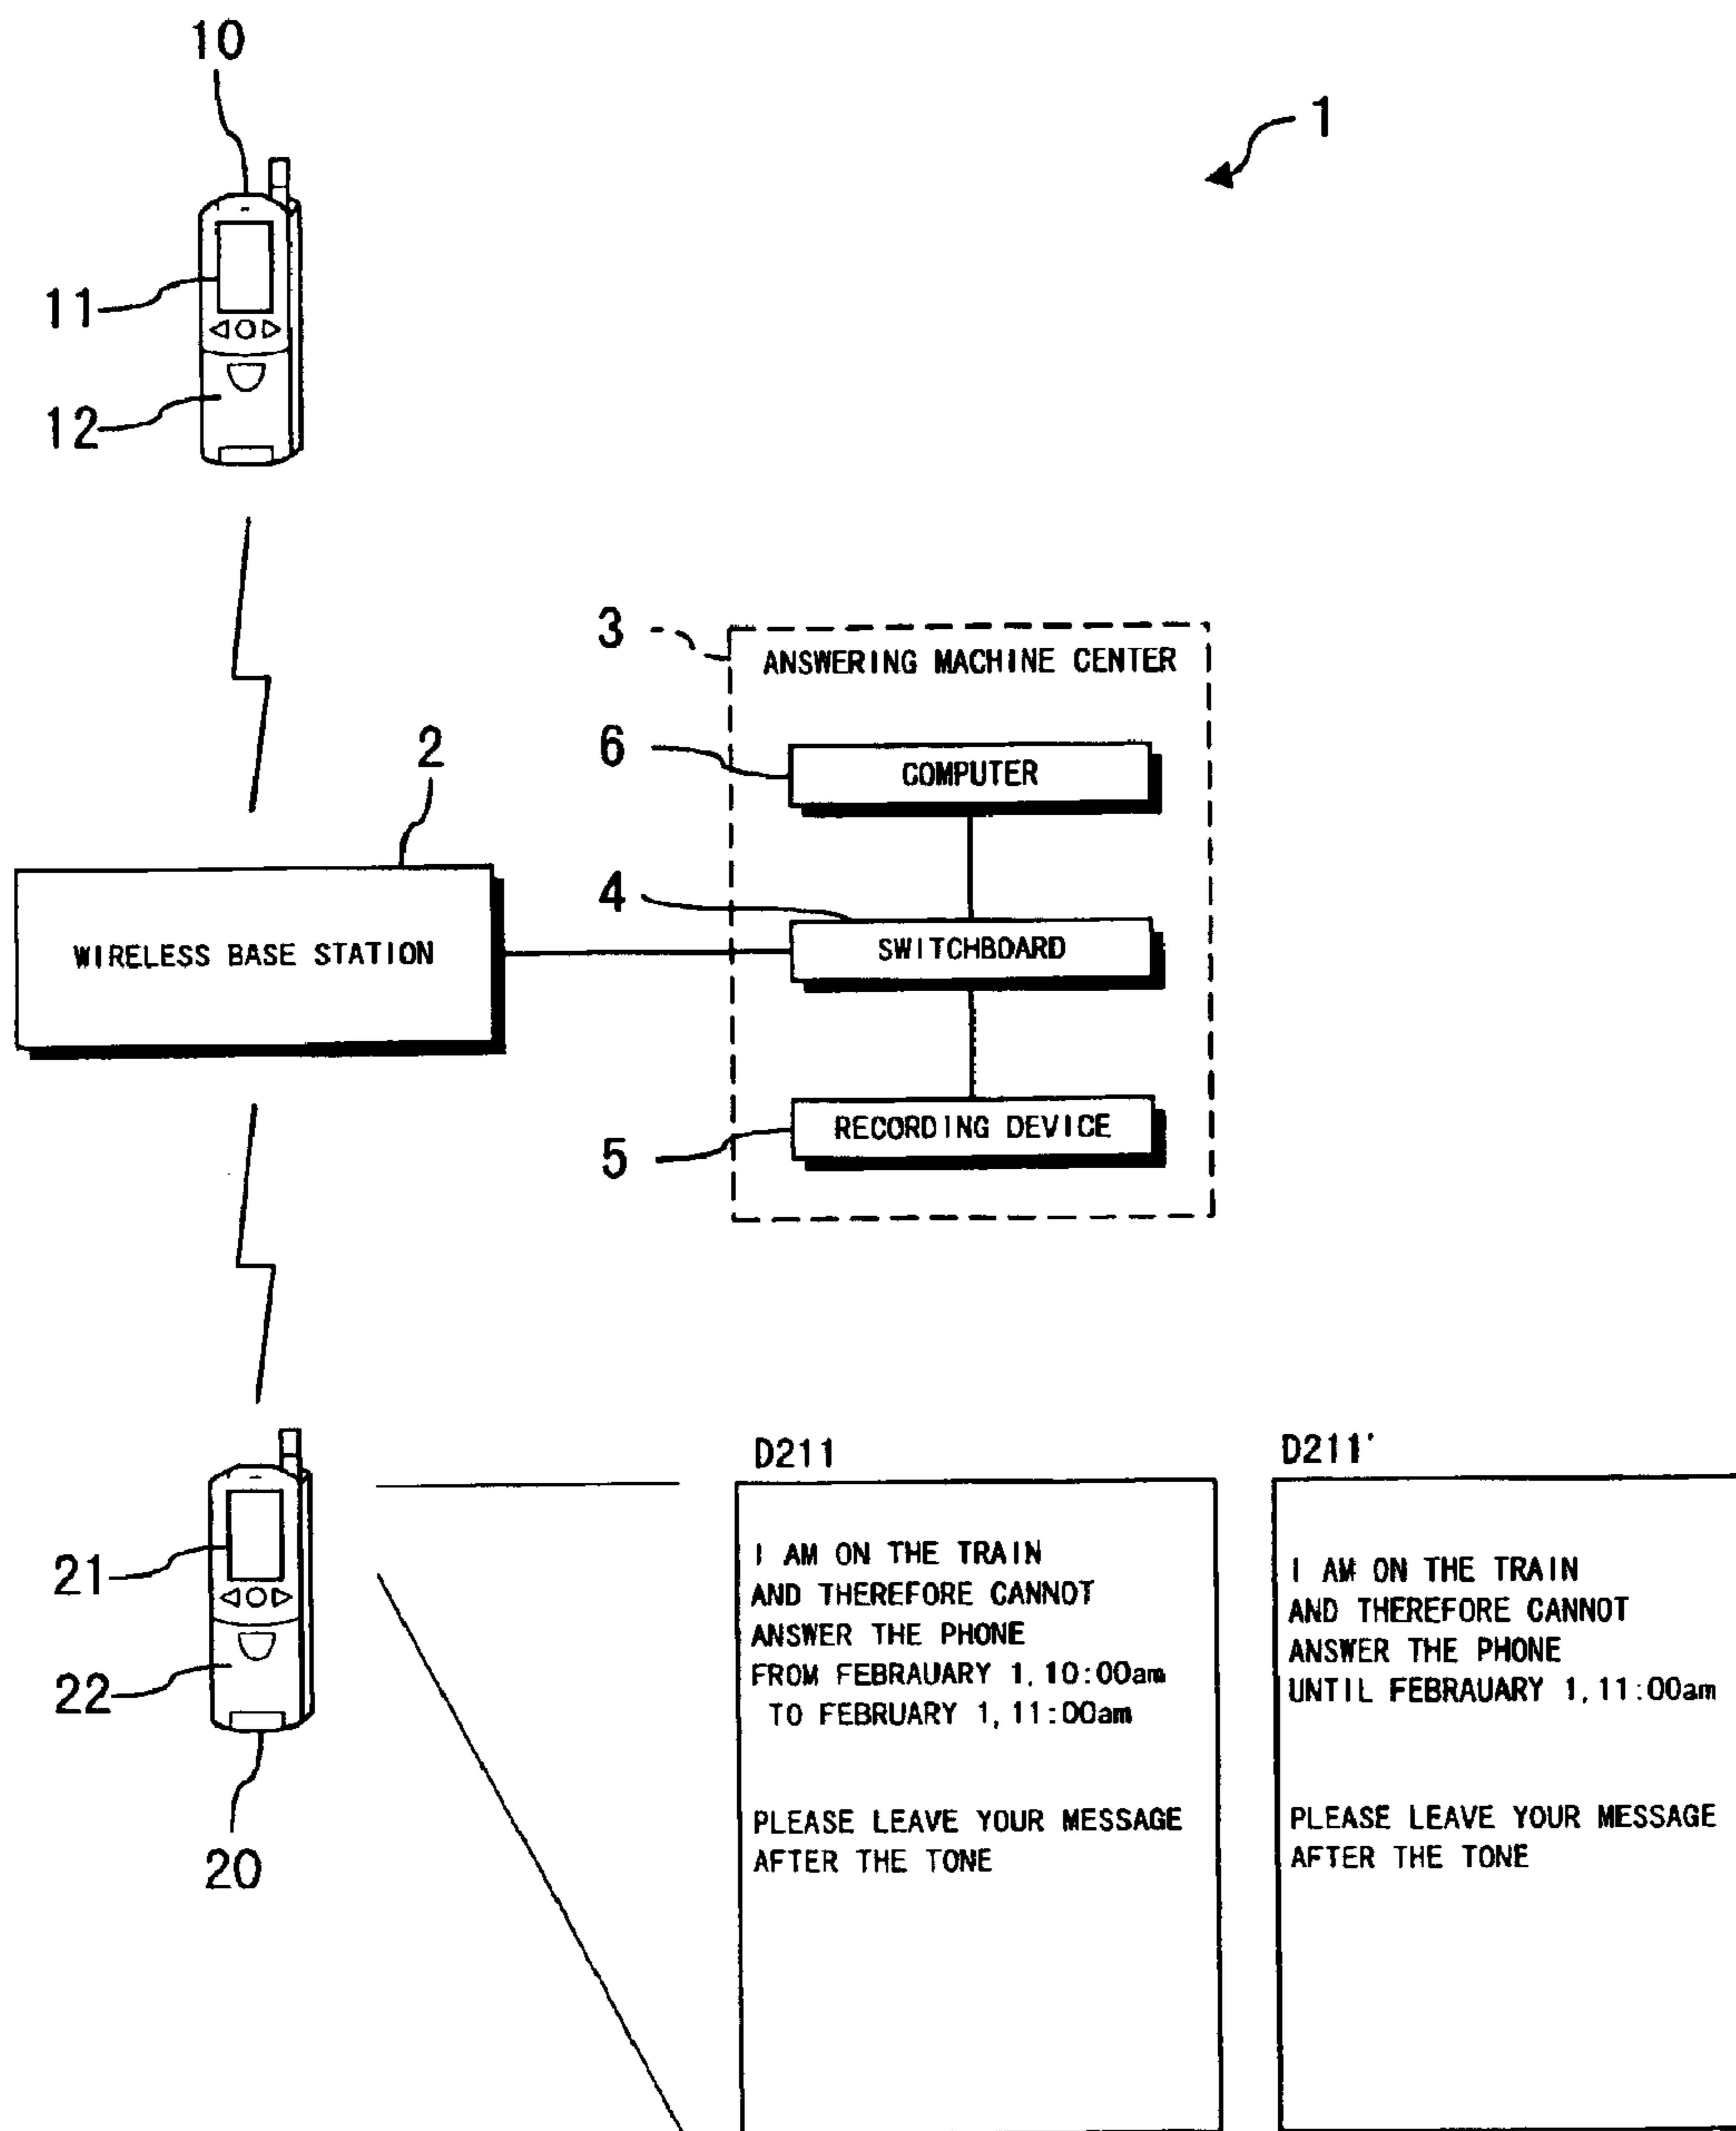 10
1
11
12
3
ANSWERING MACHINE CENTER
2
6
COMPUTER
4
WIRELESS BASE STATION
SWITCHBOARD
5
RECORDING DEVICE
D211
D211'
21
22
20
I AM ON THE TRAIN
AND THEREFORE CANNOT
ANSWER THE PHONE
FROM FEBRAUARY 1, 10:00am
TO FEBRUARY 1, 11:00am
PLEASE LEAVE YOUR MESSAGE
AFTER THE TONE
I AM ON THE TRAIN
AND THEREFORE CANNOT
ANSWER THE PHONE
UNTIL FEBRAUARY 1, 11:00am
PLEASE LEAVE YOUR MESSAGE
AFTER THE TONE